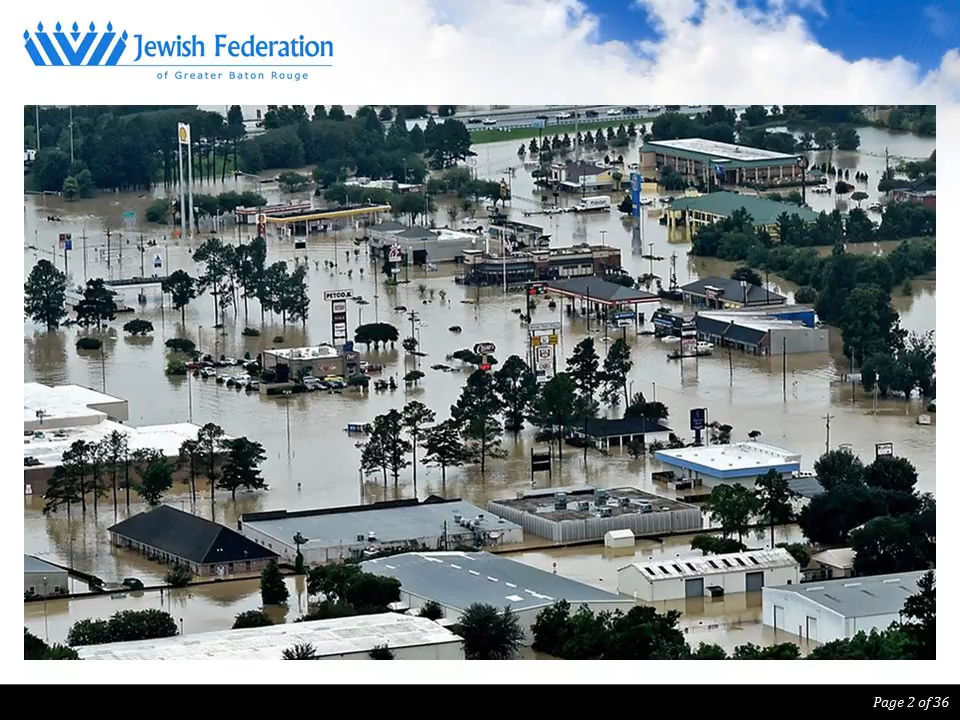 Jewish Federation
of Greater Baton Rouge
PETCO
Page 2 of 36